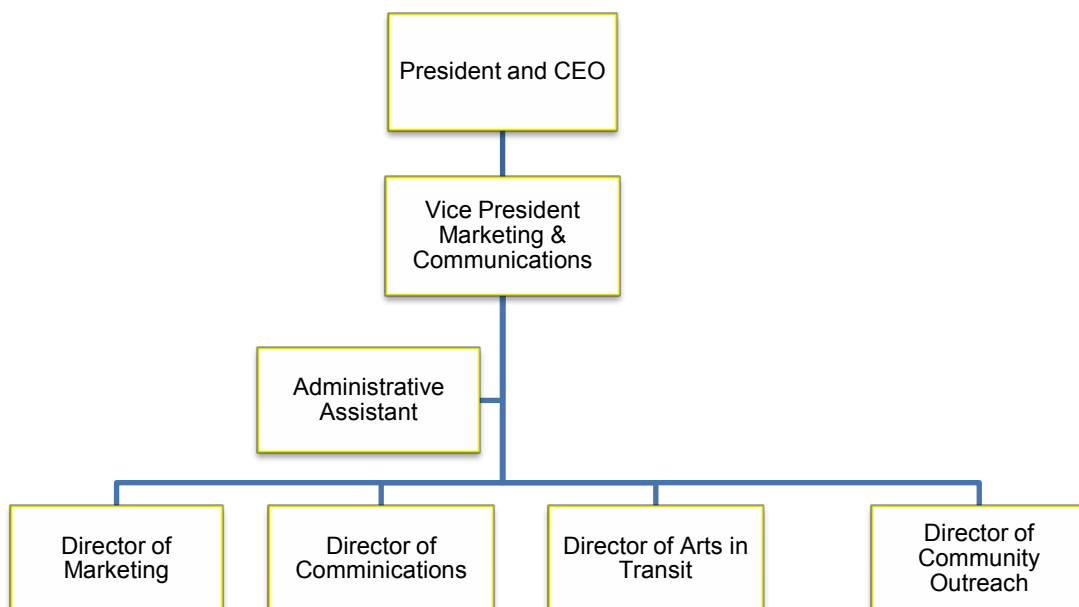 President and CEO
Vice President
Marketing &
Communications
Administrative
Assistant
Director of
Marketing
Director of
Comminications
Director of Arts in
Transit
Director of
Community
Outreach